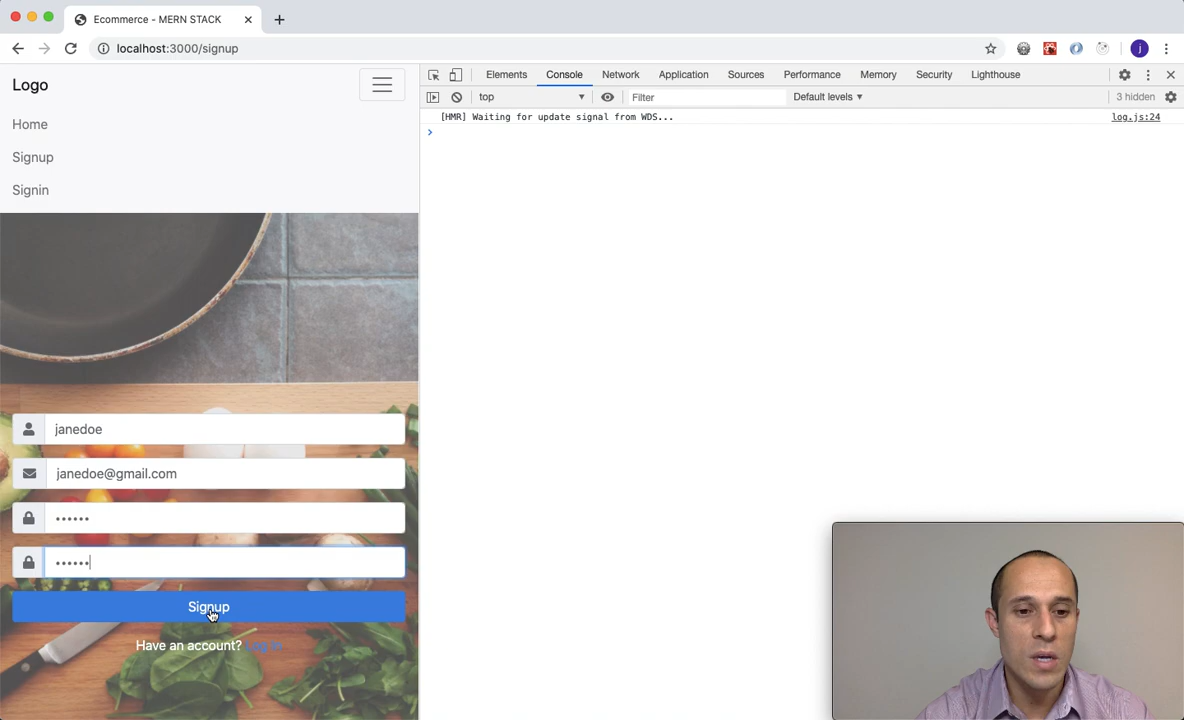 Ecommerce - MERN STACK
localhost:3000/signup
j
Logo
Home
Signup
Signin
janedoe
janedoe@gmail.com
••••••
••••••
Signup
Have an account? Log In
Elements Console Network Application Sources Performance Memory Security Lighthouse
top Filter Default levels 3 hidden
[HMR] Waiting for update signal from WDS... log.js:24